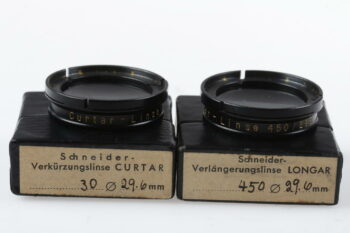 Curtar - Linse
Linse 450/
Schneider-
Verkürzungslinse CURTAR
30 ø 29.6 mm
Schneider-
Verlängerungslinse LONGAR
450 ø 29.6 mm